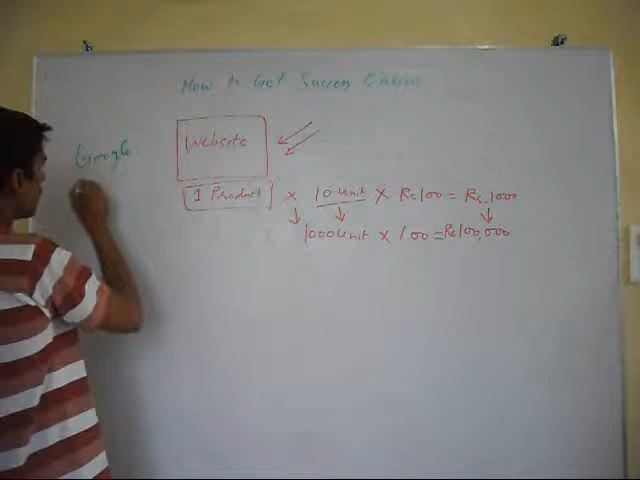 How to Get Success Online
Google
Website
1 Product × 10 Unit × Rs 100 = Rs. 1000
1000 Unit × 100 = Rs 100,000